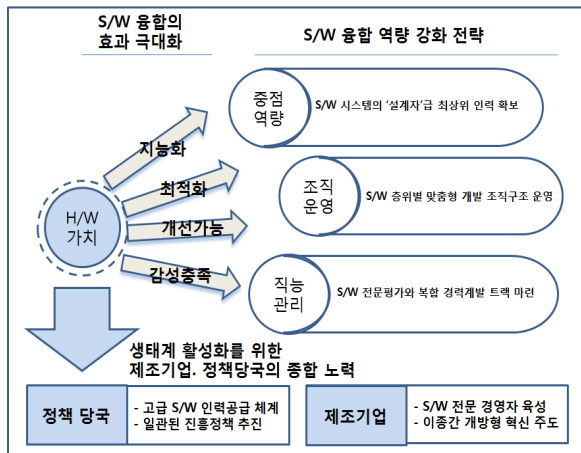 S/W 융합의
효과 극대화
S/W 융합 역량 강화 전략
중점
역량
S/W 시스템의 '설계자'급 최상위 인력 확보
지능화
최적화
조직
운영
S/W 층위별 맞춤형 개발 조직구조 운영
H/W
가치
개선가능
감성충족
직능
관리
S/W 전문평가와 복합 경력계발 트랙 마련
생태계 활성화를 위한
제조기업. 정책당국의 종합 노력
정책 당국
- 고급 S/W 인력공급 체계
- 일관된 진흥정책 추진
제조기업
- S/W 전문 경영자 육성
- 이종간 개방형 혁신 주도